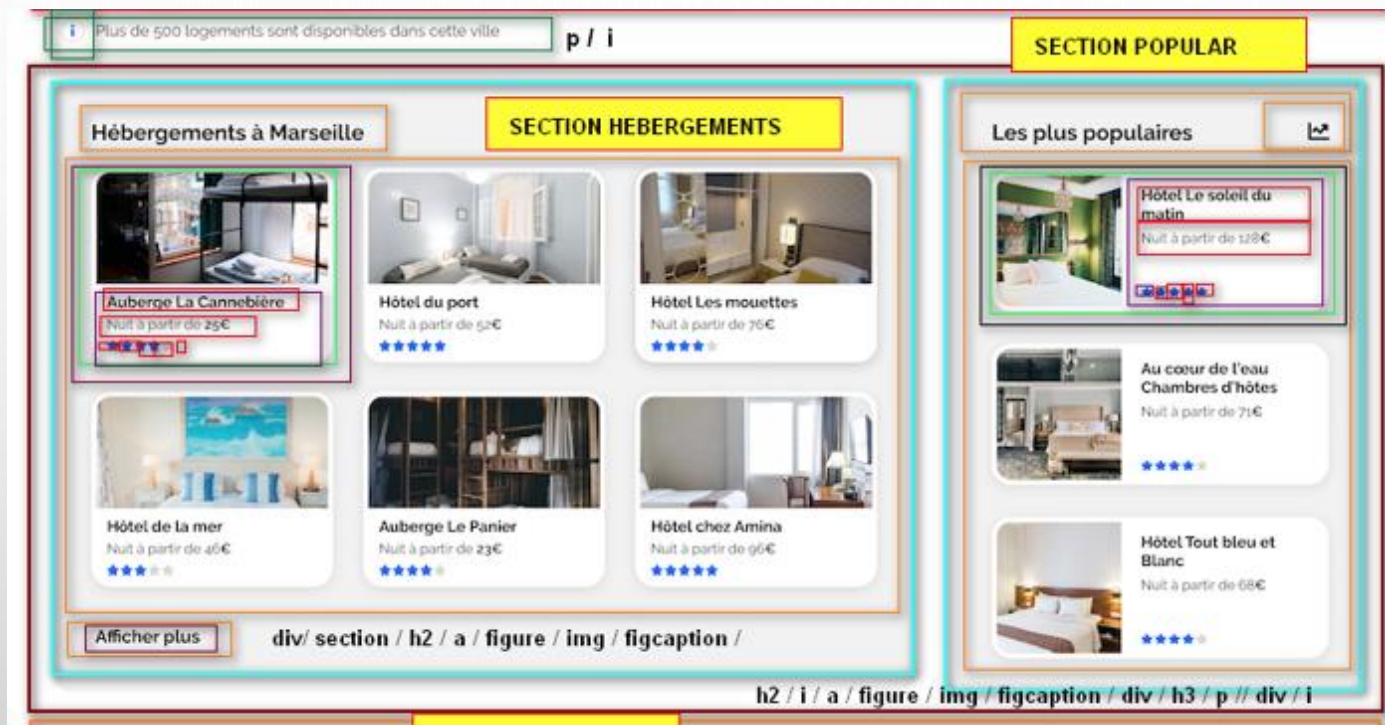 i Plus de 500 logements sont disponibles dans cette ville
p / i
SECTION POPULAR
Hébergements à Marseille
SECTION HEBERGEMENTS
Les plus populaires
Auberge La Cannebière
Nuit à partir de 25€
Hôtel du port
Nuit à partir de 52€
Hôtel Les mouettes
Nuit à partir de 76€
Hôtel de la mer
Nuit à partir de 46€
Auberge Le Panier
Nuit à partir de 23€
Hôtel chez Amina
Nuit à partir de 96€
Hôtel Le soleil du
matin
Nuit à partir de 128€
Au cœur de l'eau
Chambres d'hôtes
Nuit à partir de 71€
Hôtel Tout bleu et
Blanc
Nuit à partir de 68€
Afficher plus
div/ section / h2 / a / figure / img / figcaption /
h2 / i / a / figure / img / figcaption / div / h3 / p // div / i